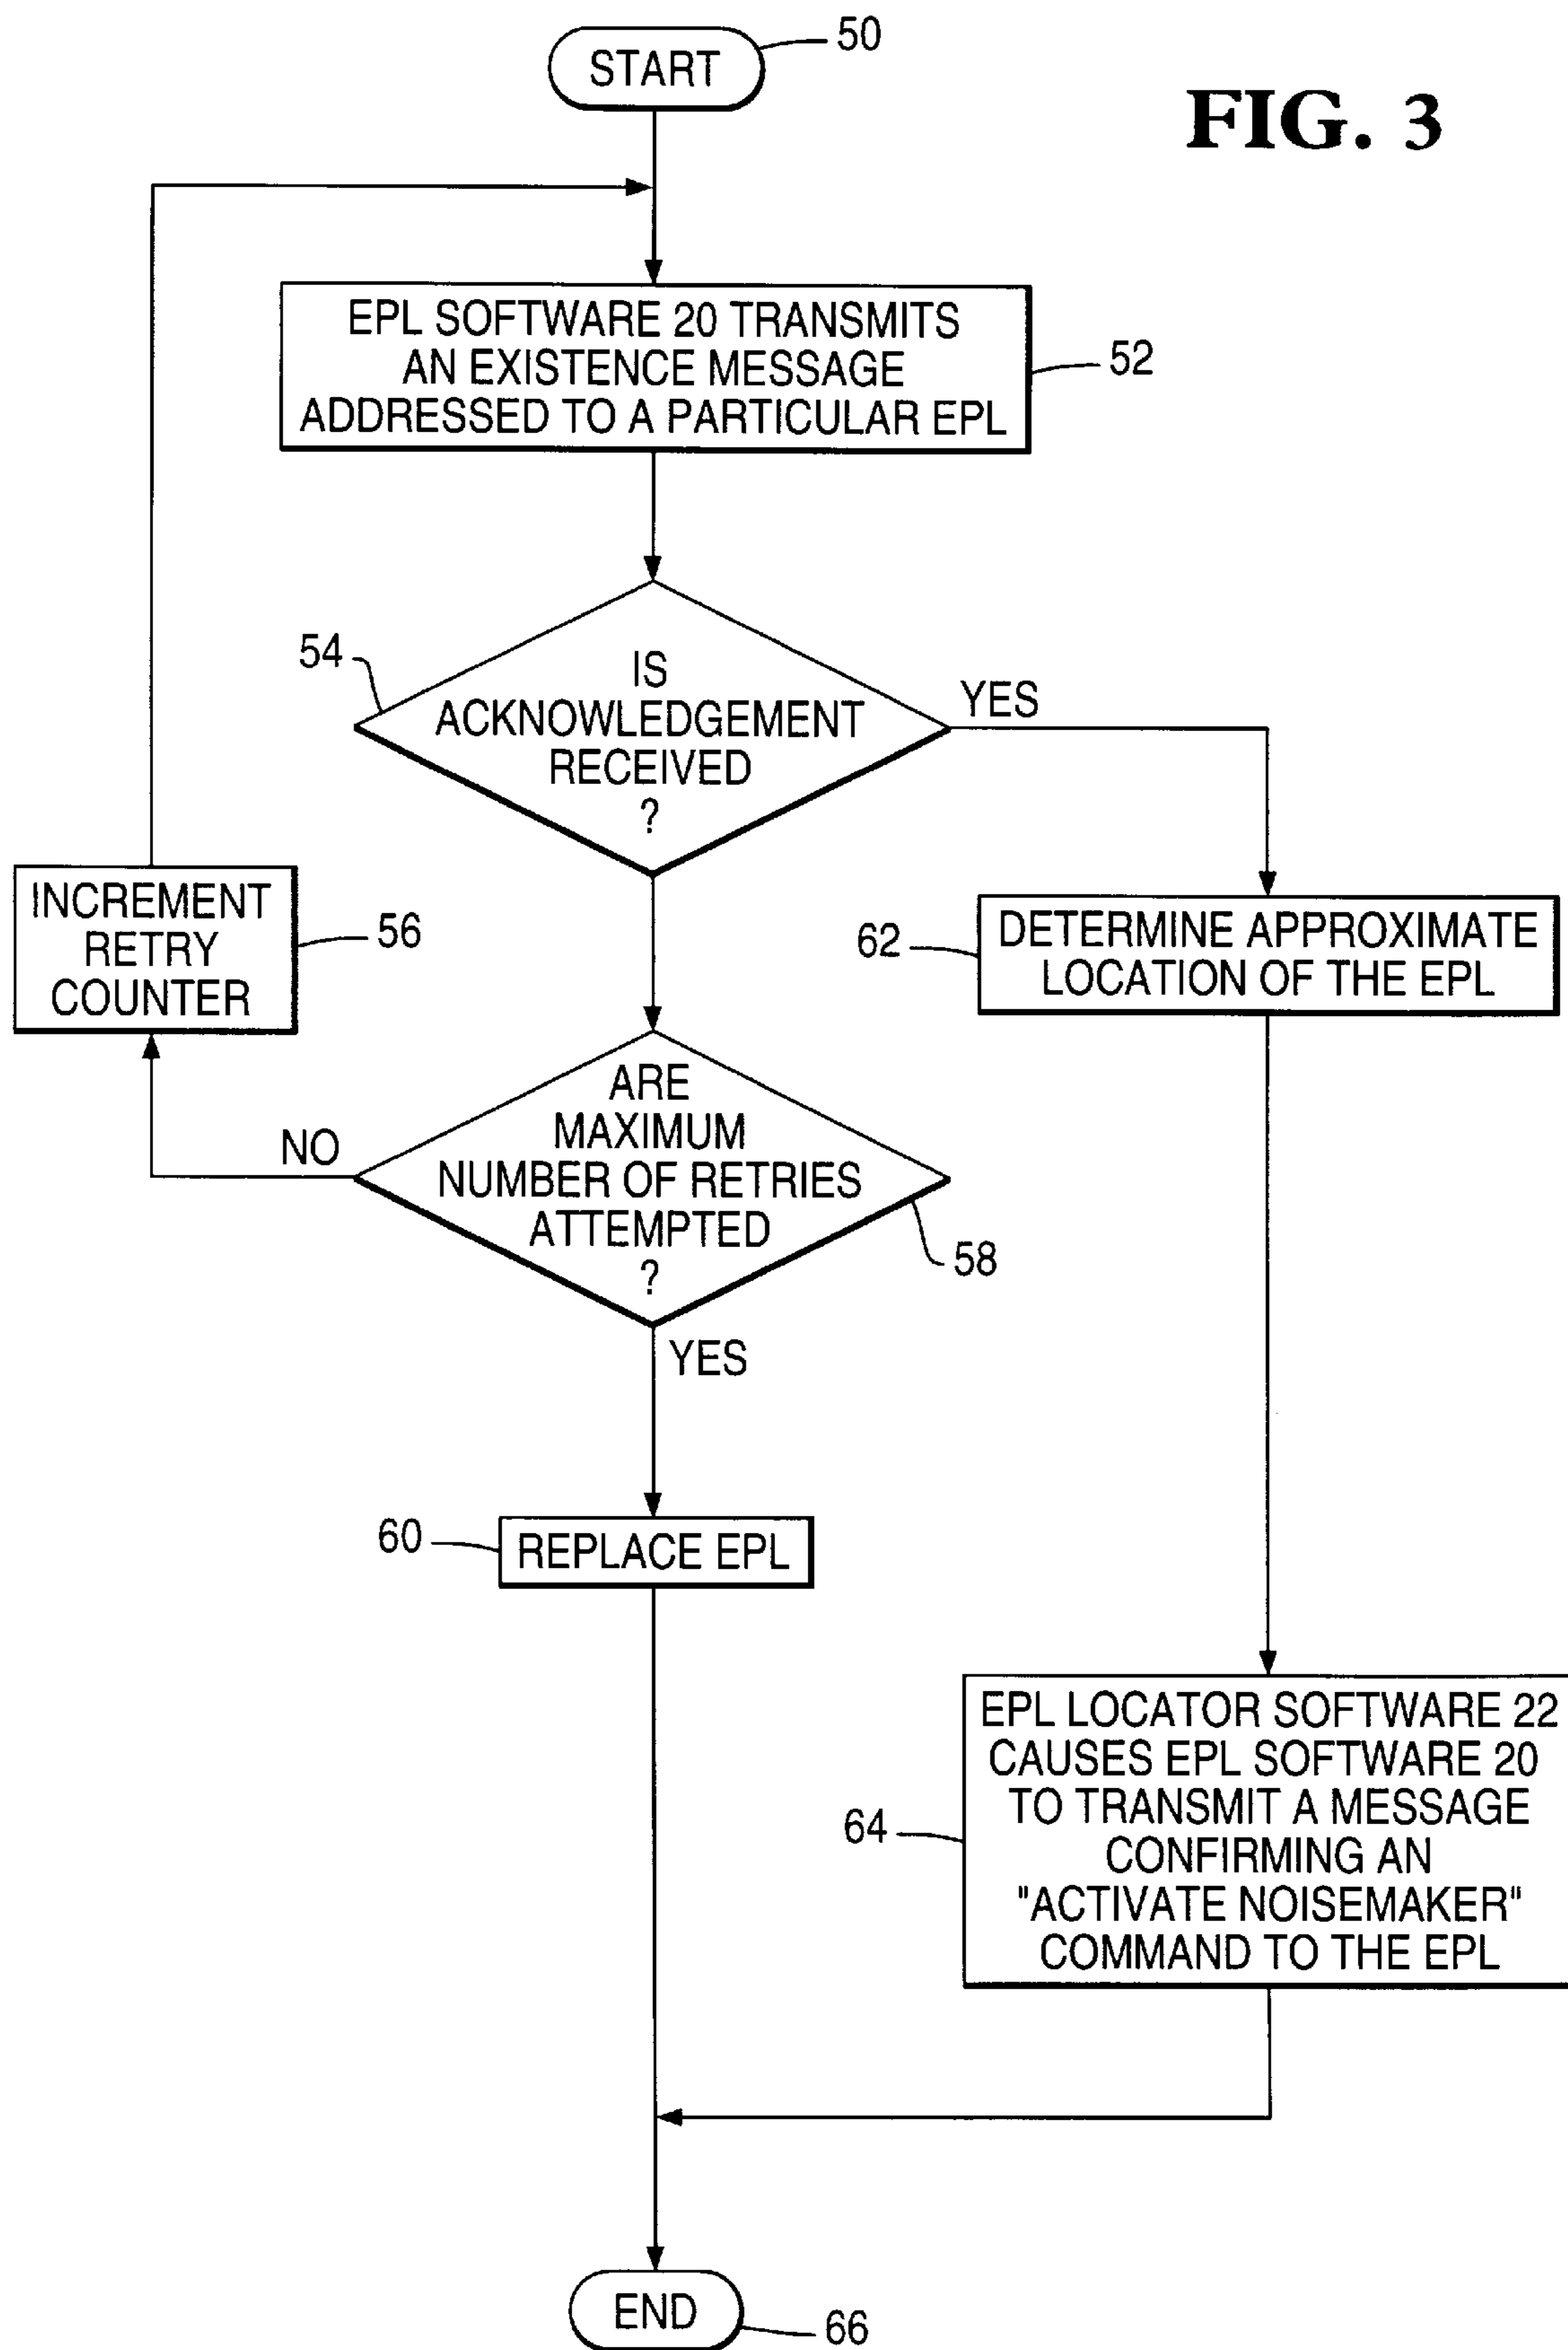 START
50
FIG. 3
EPL SOFTWARE 20 TRANSMITS
AN EXISTENCE MESSAGE
ADDRESSED TO A PARTICULAR EPL
52
54
IS
ACKNOWLEDGEMENT
RECEIVED
?
YES
INCREMENT
RETRY
COUNTER
56
62
DETERMINE APPROXIMATE
LOCATION OF THE EPL
ARE
MAXIMUM
NUMBER OF RETRIES
ATTEMPTED
?
NO
58
YES
60
REPLACE EPL
EPL LOCATOR SOFTWARE 22
CAUSES EPL SOFTWARE 20
TO TRANSMIT A MESSAGE
CONFIRMING AN
"ACTIVATE NOISEMAKER"
COMMAND TO THE EPL
64
END
66